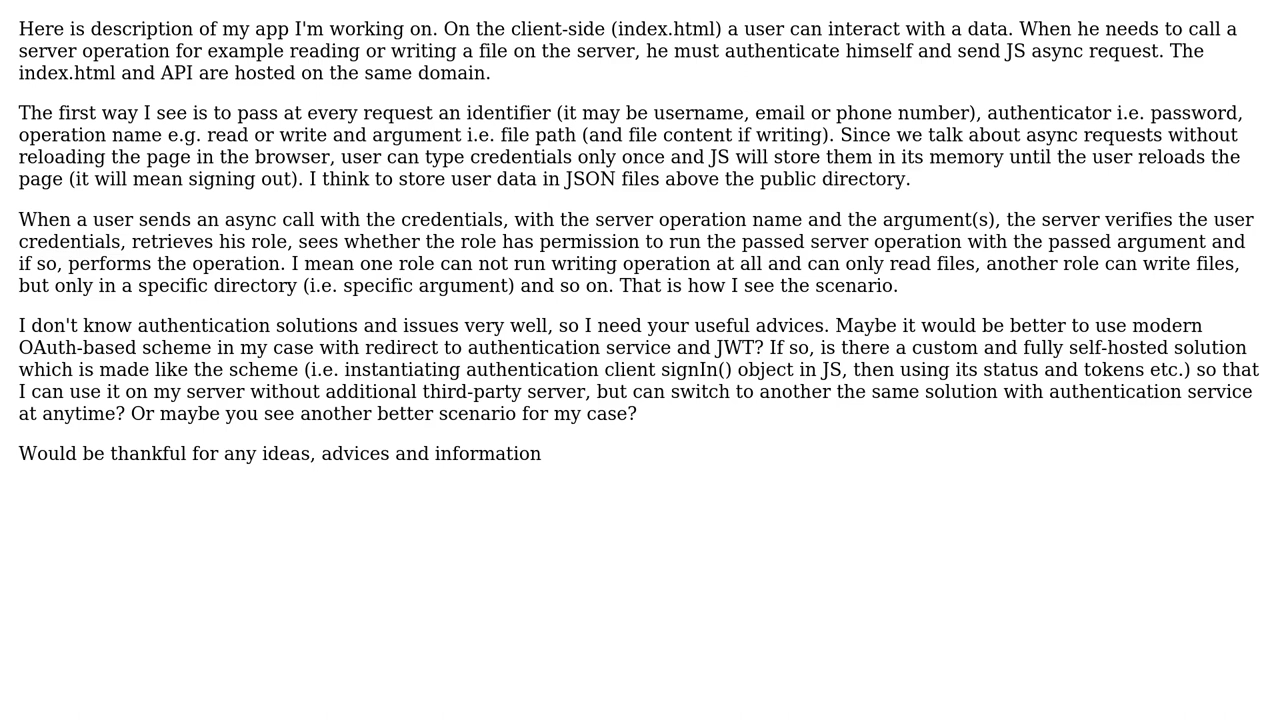 Here is description of my app I'm working on. On the client-side (index.html) a user can interact with a data. When he needs to call a
server operation for example reading or writing a file on the server, he must authenticate himself and send JS async request. The
index.html and API are hosted on the same domain.
The first way I see is to pass at every request an identifier (it may be username, email or phone number), authenticator i.e. password,
operation name e.g. read or write and argument i.e. file path (and file content if writing). Since we talk about async requests without
reloading the page in the browser, user can type credentials only once and JS will store them in its memory until the user reloads the
page (it will mean signing out). I think to store user data in JSON files above the public directory.
When a user sends an async call with the credentials, with the server operation name and the argument(s), the server verifies the user
credentials, retrieves his role, sees whether the role has permission to run the passed server operation with the passed argument and
if so, performs the operation. I mean one role can not run writing operation at all and can only read files, another role can write files,
but only in a specific directory (i.e. specific argument) and so on. That is how I see the scenario.
I don't know authentication solutions and issues very well, so I need your useful advices. Maybe it would be better to use modern
OAuth-based scheme in my case with redirect to authentication service and JWT? If so, is there a custom and fully self-hosted solution
which is made like the scheme (i.e. instantiating authentication client signIn() object in JS, then using its status and tokens etc.) so that
I can use it on my server without additional third-party server, but can switch to another the same solution with authentication service
at anytime? Or maybe you see another better scenario for my case?
Would be thankful for any ideas, advices and information